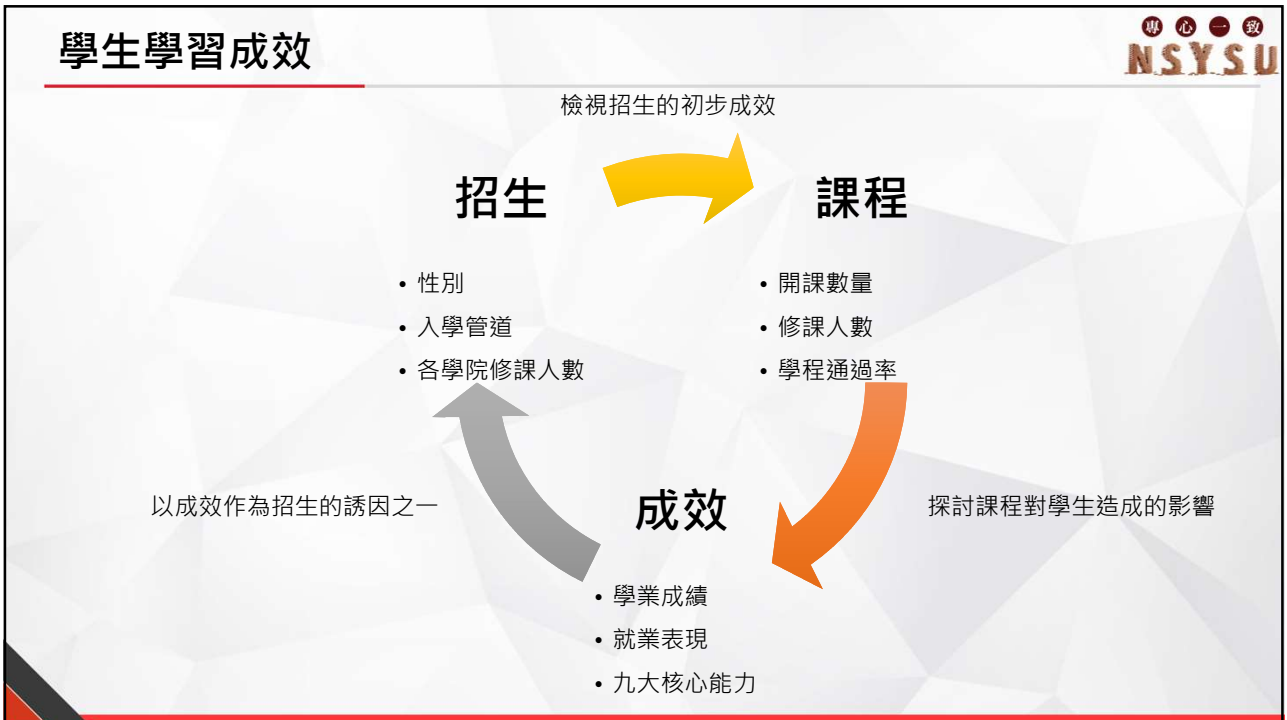 學生學習成效
專心一致
NSYSU
檢視招生的初步成效
招生
課程
• 性別
• 入學管道
• 各學院修課人數
• 開課數量
• 修課人數
• 學程通過率
以成效作為招生的誘因之一
成效
探討課程對學生造成的影響
• 學業成績
• 就業表現
• 九大核心能力